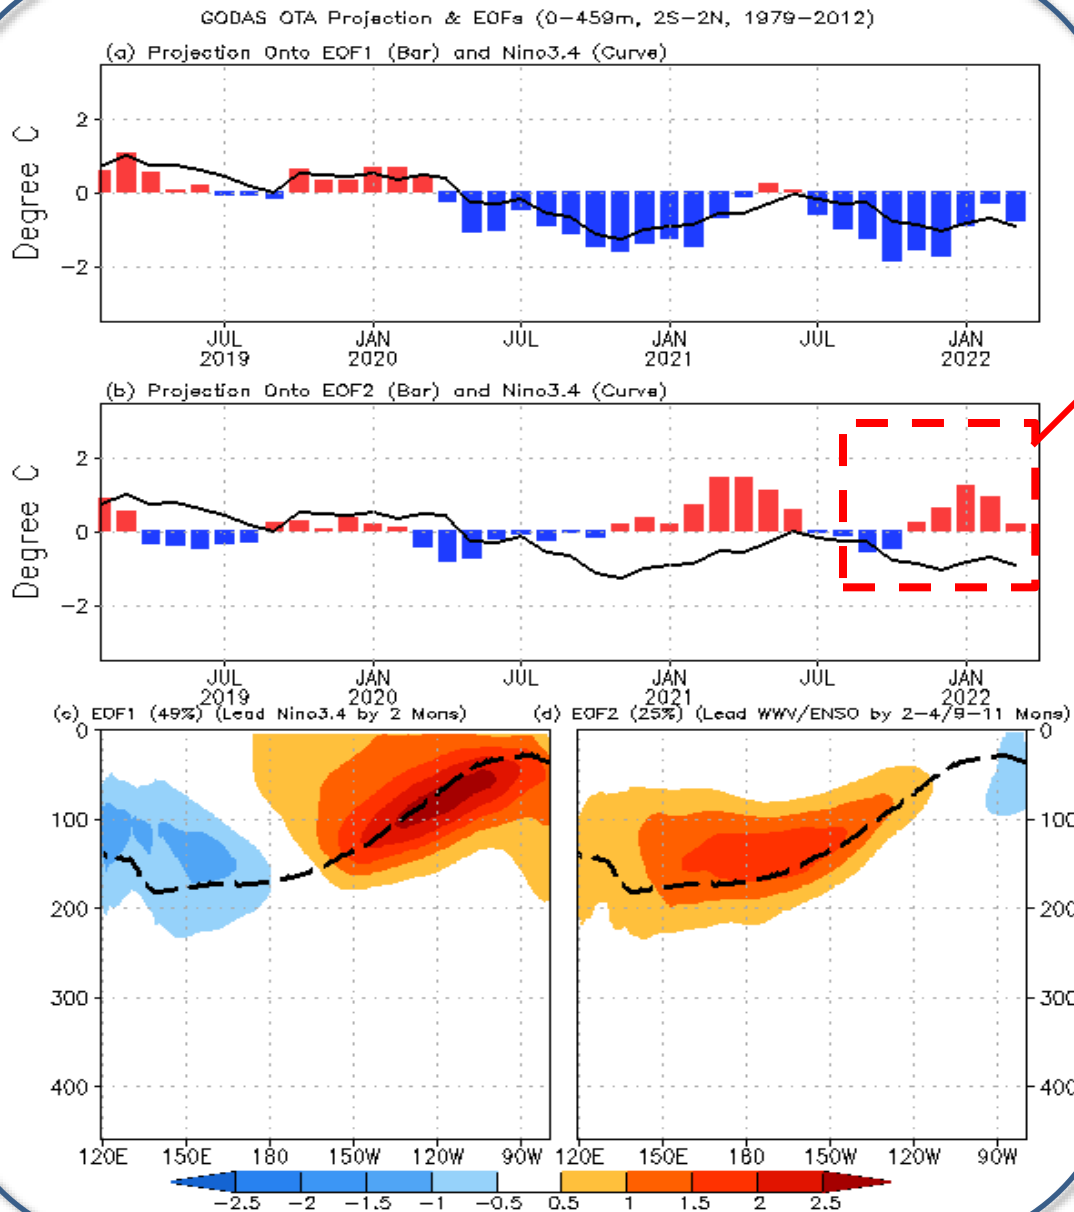 GODAS OTA Projection & EOFs (0-459m, 2S-2N, 1979-2012)
(a) Projection Onto EOF1 (Bar) and Nino3.4 (Curve)
Degree C
2
0
-2
JUL
2019
JAN
2020
JUL
JAN
2021
JUL
JAN
2022
(b) Projection Onto EOF2 (Bar) and Nino3.4 (Curve)
Degree C
2
0
-2
JUL
2019
JAN
2020
JUL
JAN
2021
JUL
JAN
2022
(c) EOF1 (49%) (Lead Nino3.4 by 2 Mons)
0
100
200
300
400
120E 150E 180 150W 120W 90W
(d) EOF2 (25%) (Lead WWV/ENSO by 2-4/9-11 Mons)
0
100
200
300
400
120E 150E 180 150W 120W 90W
-2.5 -2 -1.5 -1 -0.5 0.5 1 1.5 2 2.5